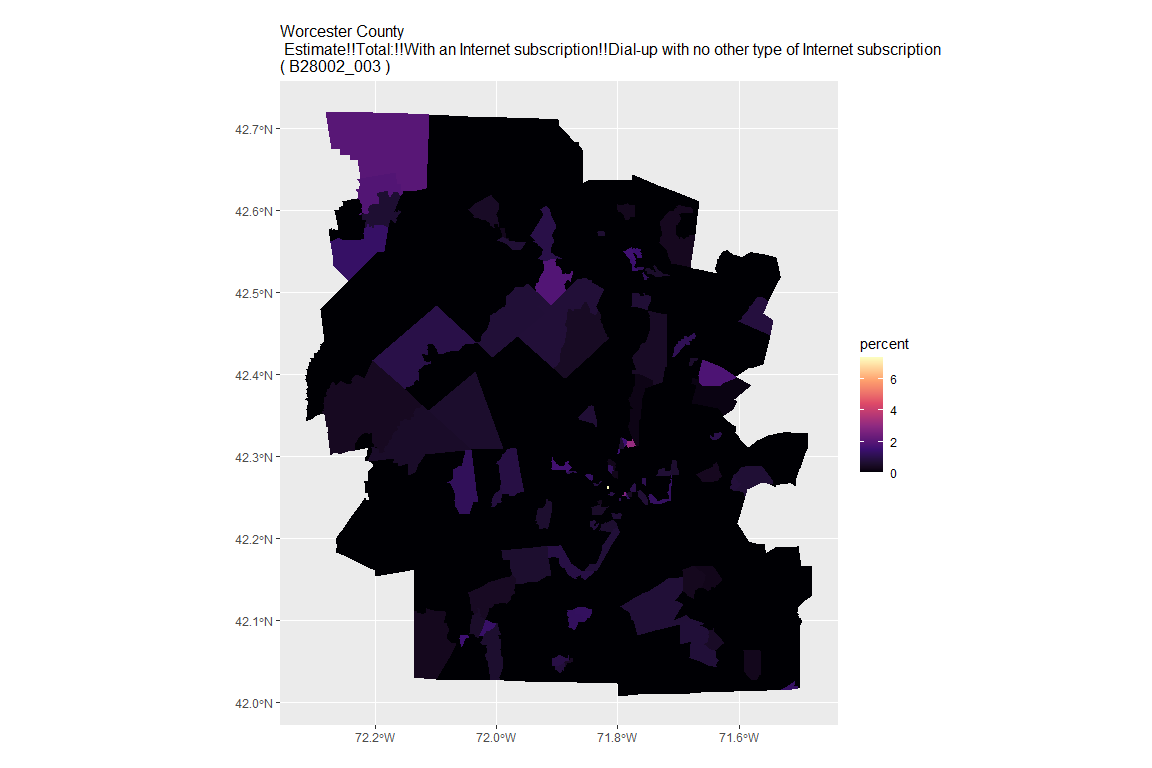 Worcester County
Estimate!!Total:!!With an Internet subscription!!Dial-up with no other type of Internet subscription
( B28002_003 )
42.7°N
42.6°N
42.5°N
42.4°N
42.3°N
42.2°N
42.1°N
42.0°N
72.2°W 72.0°W 71.8°W 71.6°W
percent
6
4
2
0